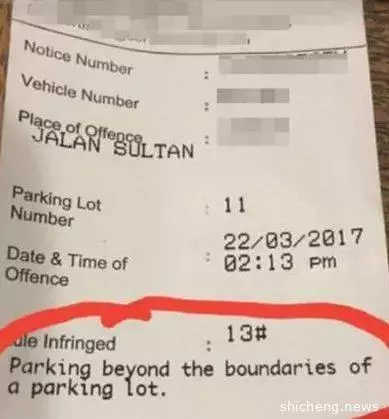 Notice Number :
Vehicle Number :
Place of Offence :
JALAN SULTAN
Parking Lot : 11
Number
22/03/2017
Date & Time of : 02:13 pm
Offence
ule Infringed : 13#
Parking beyond the boundaries of
a parking lot.
shicheng.news